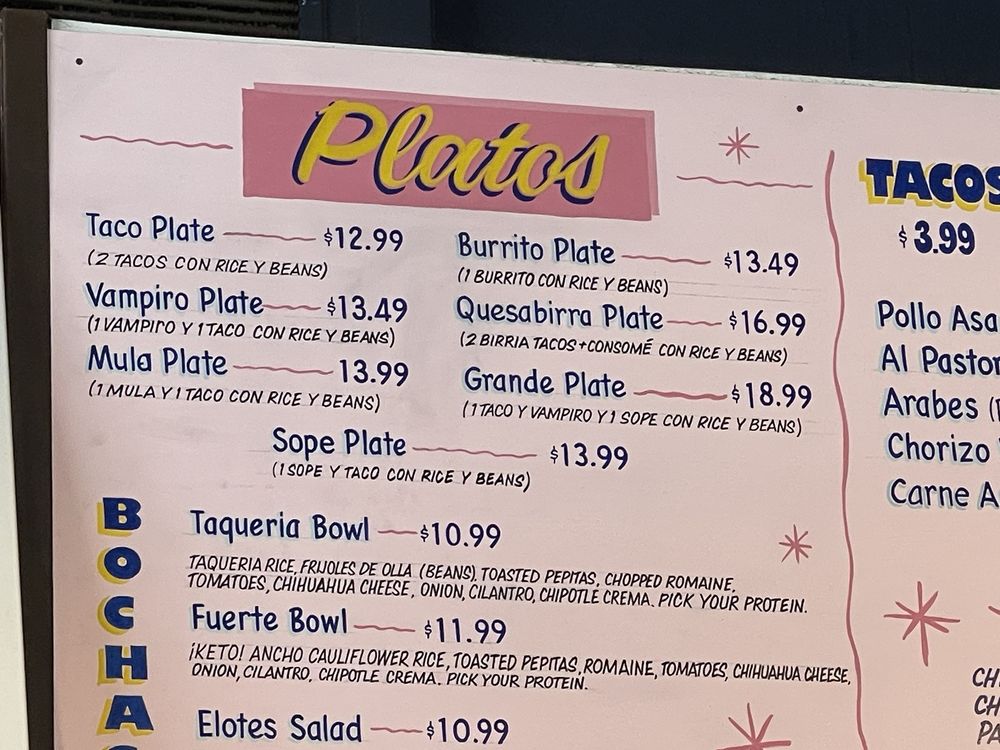 Platos
Taco Plate $12.99
(2 TACOS CON RICE Y BEANS)
Vampiro Plate $13.49
(1 VAMPIRO Y 1 TACO CON RICE Y BEANS)
Mula Plate 13.99
(1 MULA Y 1 TACO CON RICE Y BEANS)
Burrito Plate $13.49
(1 BURRITO CON RICE Y BEANS)
Quesabirra Plate $16.99
(2 BIRRIA TACOS+CONSOMÉ CON RICE Y BEANS)
Grande Plate $18.99
(1 TACO Y VAMPIRO Y 1 SOPE CON RICE Y BEANS)
Sope Plate $13.99
(1 SOPE Y TACO CON RICE Y BEANS)
BOCHA
Taqueria Bowl $10.99
TAQUERIA RICE, FRIJOLES DE OLLA (BEANS), TOASTED PEPITAS, CHOPPED ROMAINE,
TOMATOES, CHIHUAHUA CHEESE, ONION, CILANTRO, CHIPOTLE CREMA. PICK YOUR PROTEIN.
Fuerte Bowl $11.99
¡KETO! ANCHO CAULIFLOWER RICE, TOASTED PEPITAS, ROMAINE, TOMATOES, CHIHUAHUA CHEESE,
ONION, CILANTRO, CHIPOTLE CREMA. PICK YOUR PROTEIN.
Elotes Salad $10.99
TACOS
$3.99
Pollo Asa
Al Pastor
Arabes
Chorizo
Carne A
CH
CH
PA